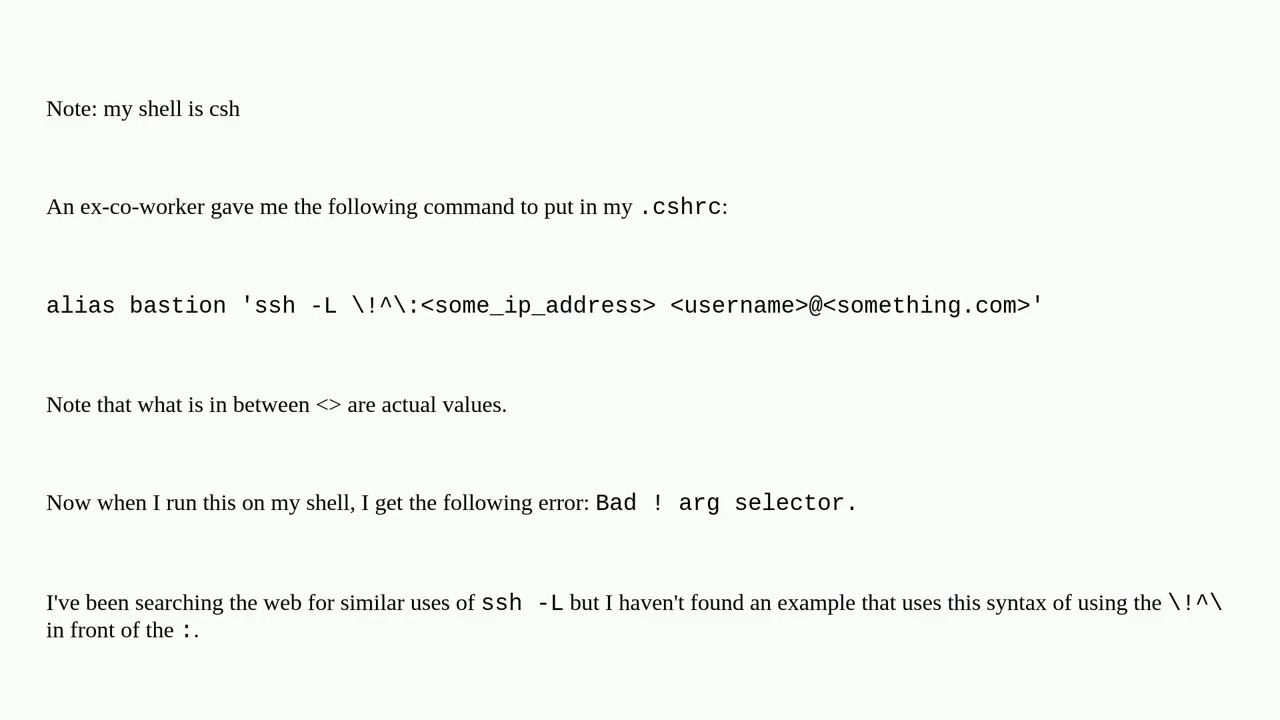 Note: my shell is csh
An ex-co-worker gave me the following command to put in my .cshrc:
alias bastion 'ssh -L \!^\:<some_ip_address> <username>@<something.com>'
Note that what is in between <> are actual values.
Now when I run this on my shell, I get the following error: Bad ! arg selector.
I've been searching the web for similar uses of ssh -L but I haven't found an example that uses this syntax of using the \!^\
in front of the :.